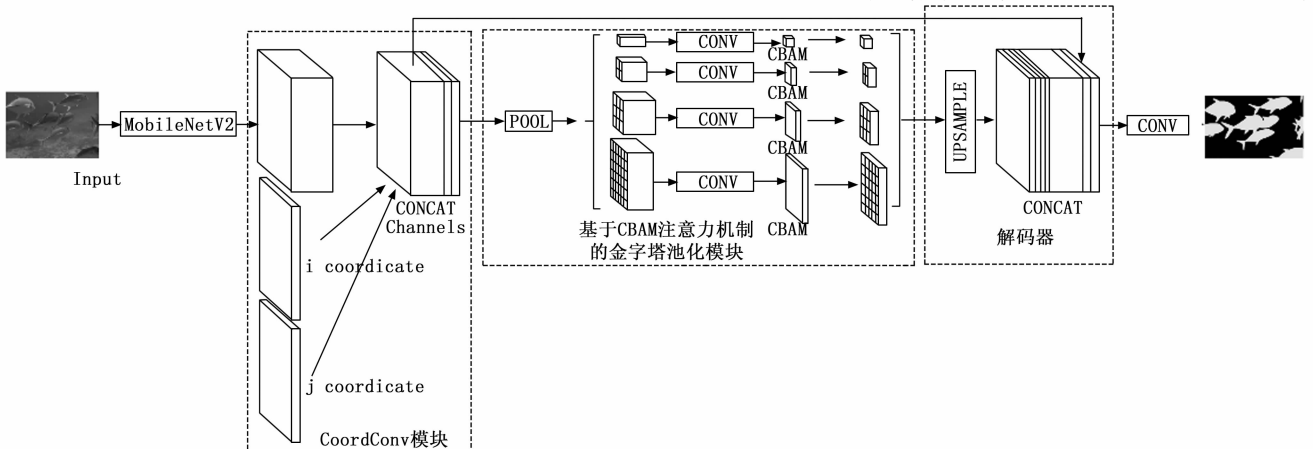 Input
MobileNetV2
CONCAT
Channels
i coordicate
j coordicate
CoordConv模块
POOL
CONV
CBAM
CONV
CBAM
CONV
CBAM
CONV
CBAM
基于CBAM注意力机制
的金字塔池化模块
UPSAMPLE
CONCAT
解码器
CONV